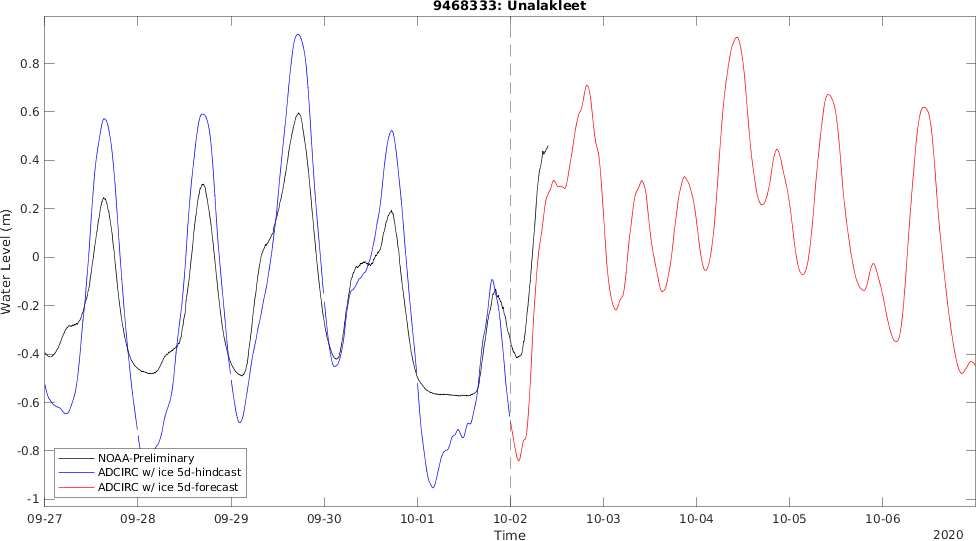 9468333: Unalakleet
Water Level (m)
0.8
0.6
0.4
0.2
0
-0.2
-0.4
-0.6
-0.8
-1
NOAA-Preliminary
ADCIRC w/ ice 5d-hindcast
ADCIRC w/ ice 5d-forecast
09-27 09-28 09-29 09-30 10-01 10-02 10-03 10-04 10-05 10-06
Time
2020